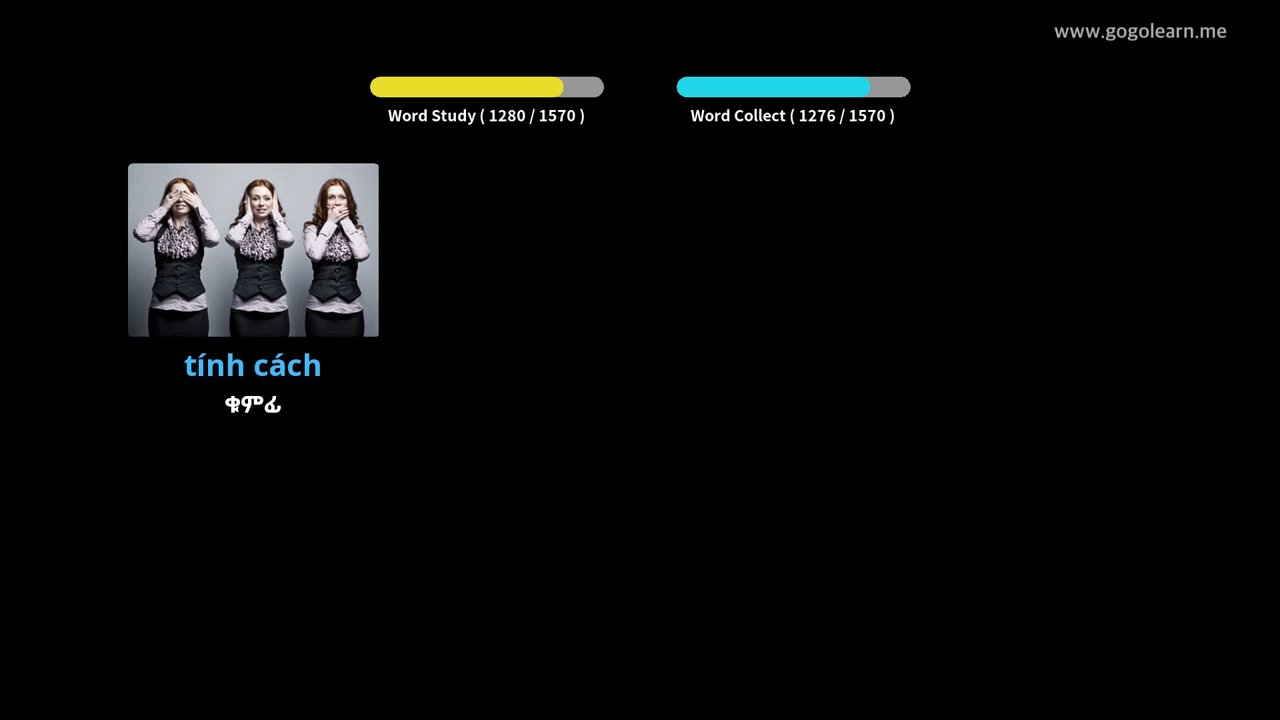 www.gogolearn.me
Word Study ( 1280 / 1570 )
Word Collect ( 1276 / 1570 )
tính cách
ቁምፊ